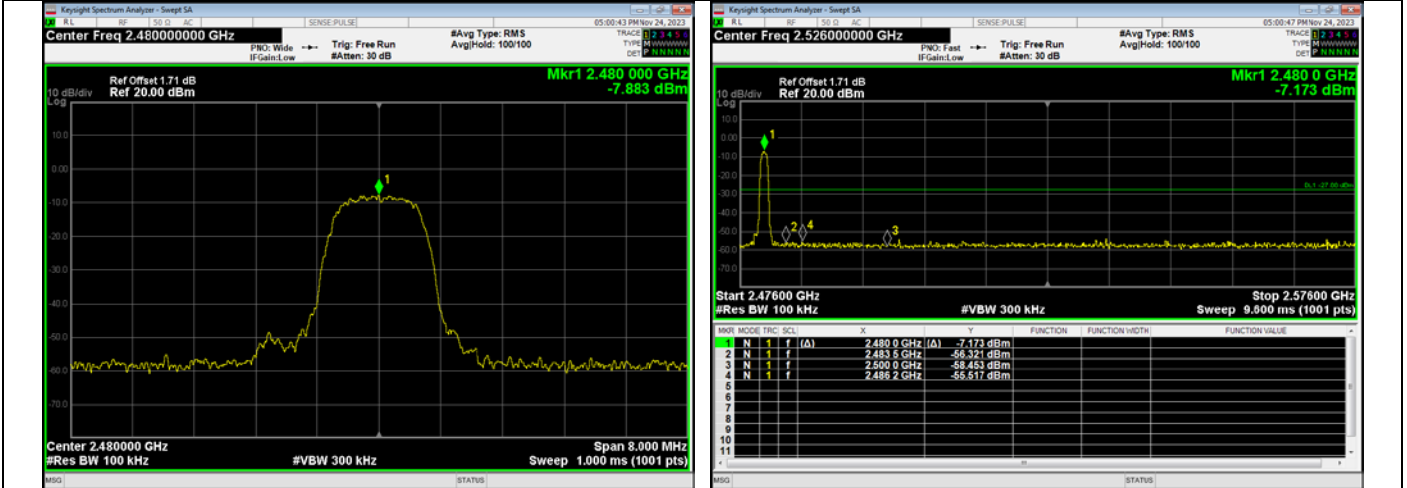 Keysight Spectrum Analyzer - Swept SA
RL RF 50 Ω AC SENSE:PULSE 05:00:43 PM Nov 24, 2023
Center Freq 2.480000000 GHz
PNO: Wide
IFGain:Low
Trig: Free Run
#Atten: 30 dB
#Avg Type: RMS
Avg|Hold: 100/100
TRACE 1 2 3 4 5 6
TYPE M WWWWW
DET P N N N N N
Ref Offset 1.71 dB
Ref 20.00 dBm
Mkr1 2.480 000 GHz
-7.883 dBm
10 dB/div
Log
10.0
0.00
-10.0
-20.0
-30.0
-40.0
-50.0
-60.0
-70.0
1
Center 2.480000 GHz
Span 8.000 MHz
#Res BW 100 kHz
#VBW 300 kHz
Sweep 1.000 ms (1001 pts)
MSG
STATUS
Keysight Spectrum Analyzer - Swept SA
RL RF 50 Ω AC SENSE:PULSE 05:00:47 PM Nov 24, 2023
Center Freq 2.526000000 GHz
PNO: Fast
IFGain:Low
Trig: Free Run
#Atten: 30 dB
#Avg Type: RMS
Avg|Hold: 100/100
TRACE 1 2 3 4 5 6
TYPE M WWWWW
DET P N N N N N
Ref Offset 1.71 dB
Ref 20.00 dBm
Mkr1 2.480 0 GHz
-7.173 dBm
10 dB/div
Log
10.0
0.00
-10.0
-20.0
-30.0
-40.0
-50.0
-60.0
-70.0
1
2
4
3
DL1 -27.00 dBm
Start 2.47600 GHz
Stop 2.57600 GHz
#Res BW 100 kHz
#VBW 300 kHz
Sweep 9.600 ms (1001 pts)
MKR MODE TRC SCL X Y FUNCTION FUNCTION WIDTH FUNCTION VALUE
1 N 1 f (Δ) 2.480 0 GHz (Δ) -7.173 dBm
2 N 1 f 2.483 5 GHz -56.321 dBm
3 N 1 f 2.500 0 GHz -58.453 dBm
4 N 1 f 2.486 2 GHz -55.517 dBm
5
6
7
8
9
10
11
MSG
STATUS